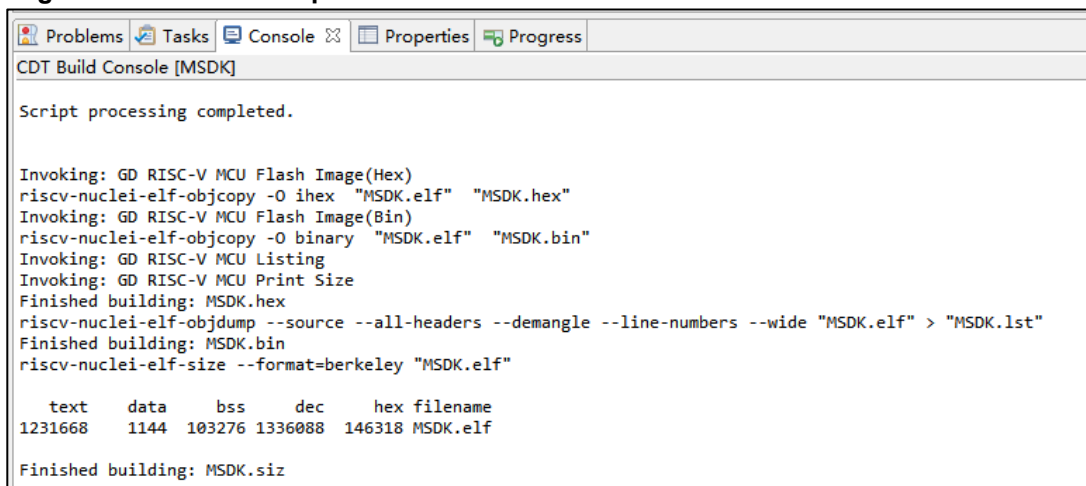 Problems Tasks Console Properties Progress
CDT Build Console [MSDK]
Script processing completed.
Invoking: GD RISC-V MCU Flash Image(Hex)
riscv-nuclei-elf-objcopy -O ihex "MSDK.elf" "MSDK.hex"
Invoking: GD RISC-V MCU Flash Image(Bin)
riscv-nuclei-elf-objcopy -O binary "MSDK.elf" "MSDK.bin"
Invoking: GD RISC-V MCU Listing
Invoking: GD RISC-V MCU Print Size
Finished building: MSDK.hex
riscv-nuclei-elf-objdump --source --all-headers --demangle --line-numbers --wide "MSDK.elf" > "MSDK.lst"
Finished building: MSDK.bin
riscv-nuclei-elf-size --format=berkeley "MSDK.elf"
text data bss dec hex filename
1231668 1144 103276 1336088 146318 MSDK.elf
Finished building: MSDK.siz